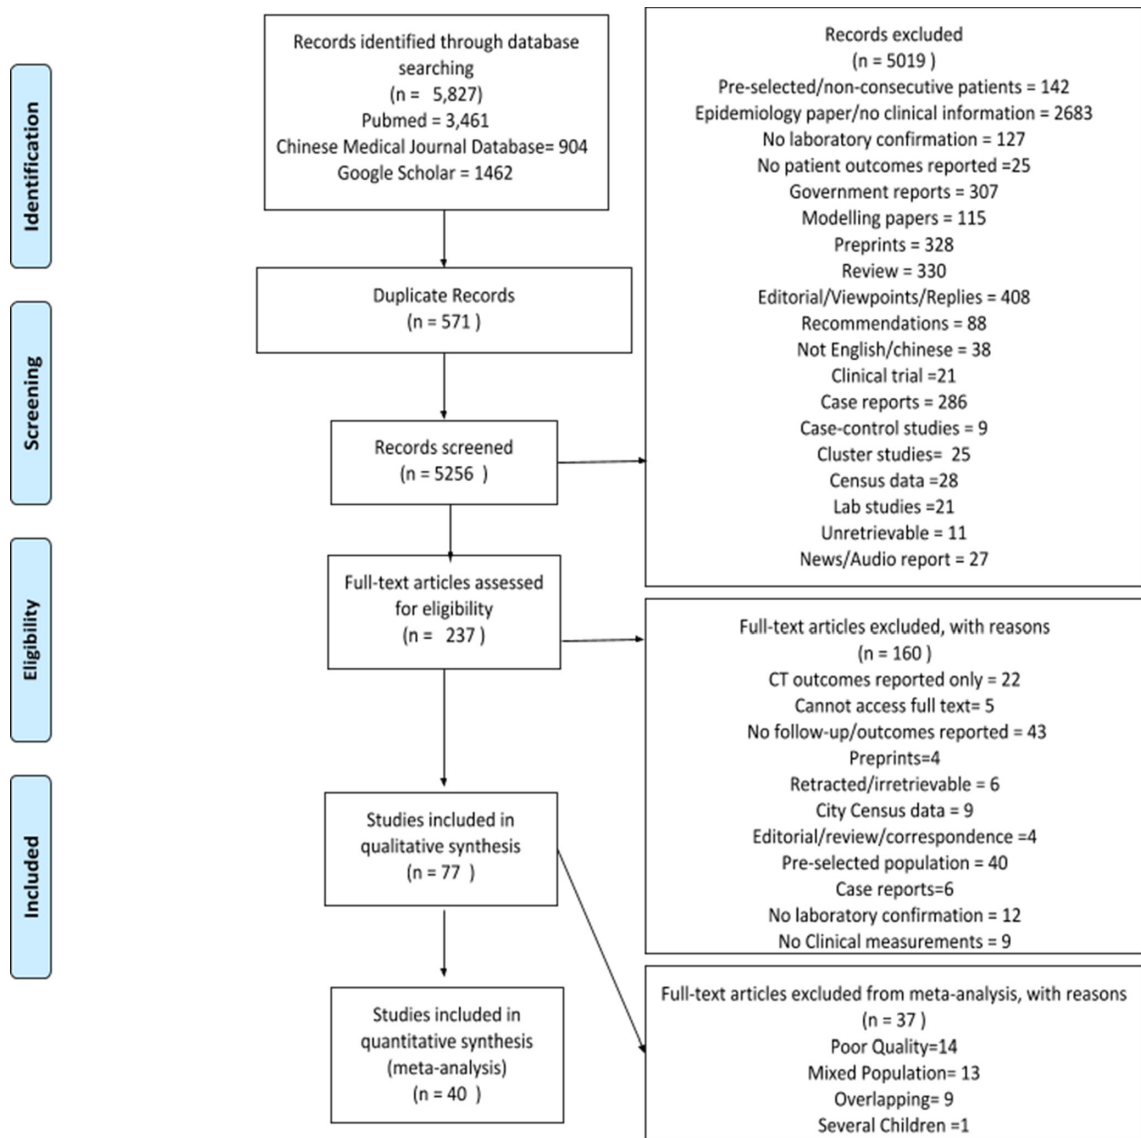 Identification
Records identified through database
searching
(n = 5,827)
Pubmed = 3,461
Chinese Medical Journal Database= 904
Google Scholar = 1462
Duplicate Records
(n = 571 )
Screening
Records screened
(n = 5256 )
Records excluded
(n = 5019 )
Pre-selected/non-consecutive patients = 142
Epidemiology paper/no clinical information = 2683
No laboratory confirmation = 127
No patient outcomes reported =25
Government reports = 307
Modelling papers = 115
Preprints = 328
Review = 330
Editorial/Viewpoints/Replies = 408
Recommendations = 88
Not English/chinese = 38
Clinical trial =21
Case reports = 286
Case-control studies = 9
Cluster studies= 25
Census data =28
Lab studies =21
Unretrievable = 11
News/Audio report = 27
Eligibility
Full-text articles assessed
for eligibility
(n = 237 )
Full-text articles excluded, with reasons
(n = 160 )
CT outcomes reported only = 22
Cannot access full text= 5
No follow-up/outcomes reported = 43
Preprints=4
Retracted/irretrievable = 6
City Census data = 9
Editorial/review/correspondence =4
Pre-selected population = 40
Case reports=6
No laboratory confirmation = 12
No Clinical measurements = 9
Included
Studies included in
qualitative synthesis
(n = 77 )
Studies included in
quantitative synthesis
(meta-analysis)
(n = 40 )
Full-text articles excluded from meta-analysis, with reasons
(n = 37 )
Poor Quality=14
Mixed Population= 13
Overlapping= 9
Several Children =1